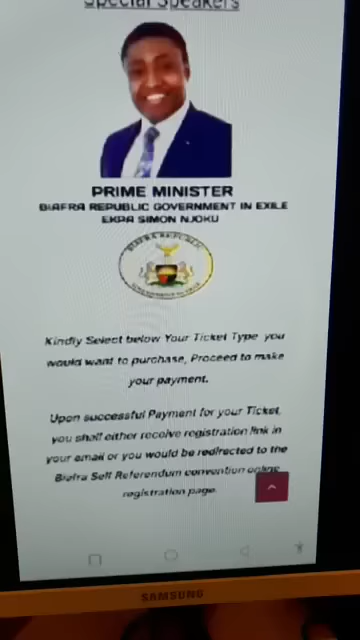 Special Speakers
PRIME MINISTER
BIAFRA REPUBLIC GOVERNMENT IN EXILE
EKPA SIMON NJOKU
BIAFRA REPUBLIC
Kindly Select below Your Ticket Type you
would want to purchase, Proceed to make
your payment.
Upon successful Payment for your Ticket,
you shall either receive registration link in
your email or you would be redirected to the
Biafra Self Referendum convention online
registration page.
SAMSUNG